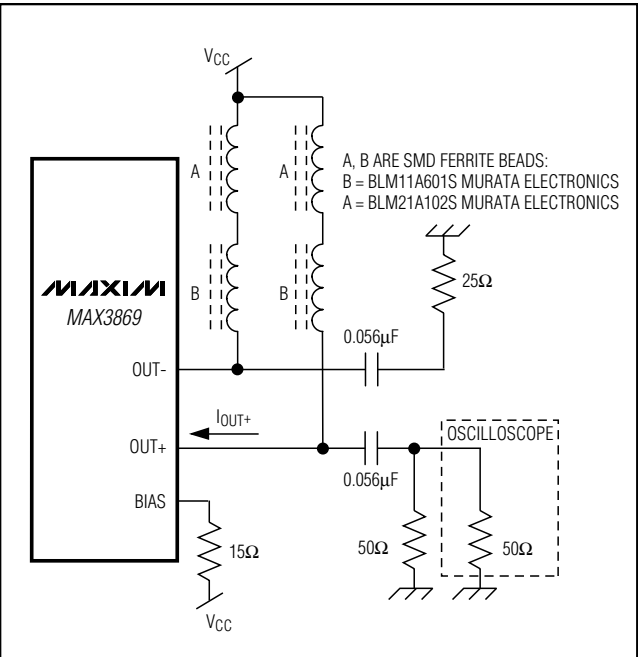 VCC
A
A
A, B ARE SMD FERRITE BEADS:
B = BLM11A601S MURATA ELECTRONICS
A = BLM21A102S MURATA ELECTRONICS
B
B
25Ω
MAXIM
MAX3869
0.056μF
OUT-
IOUT+
OSCILLOSCOPE
OUT+
0.056μF
BIAS
15Ω
50Ω
50Ω
VCC